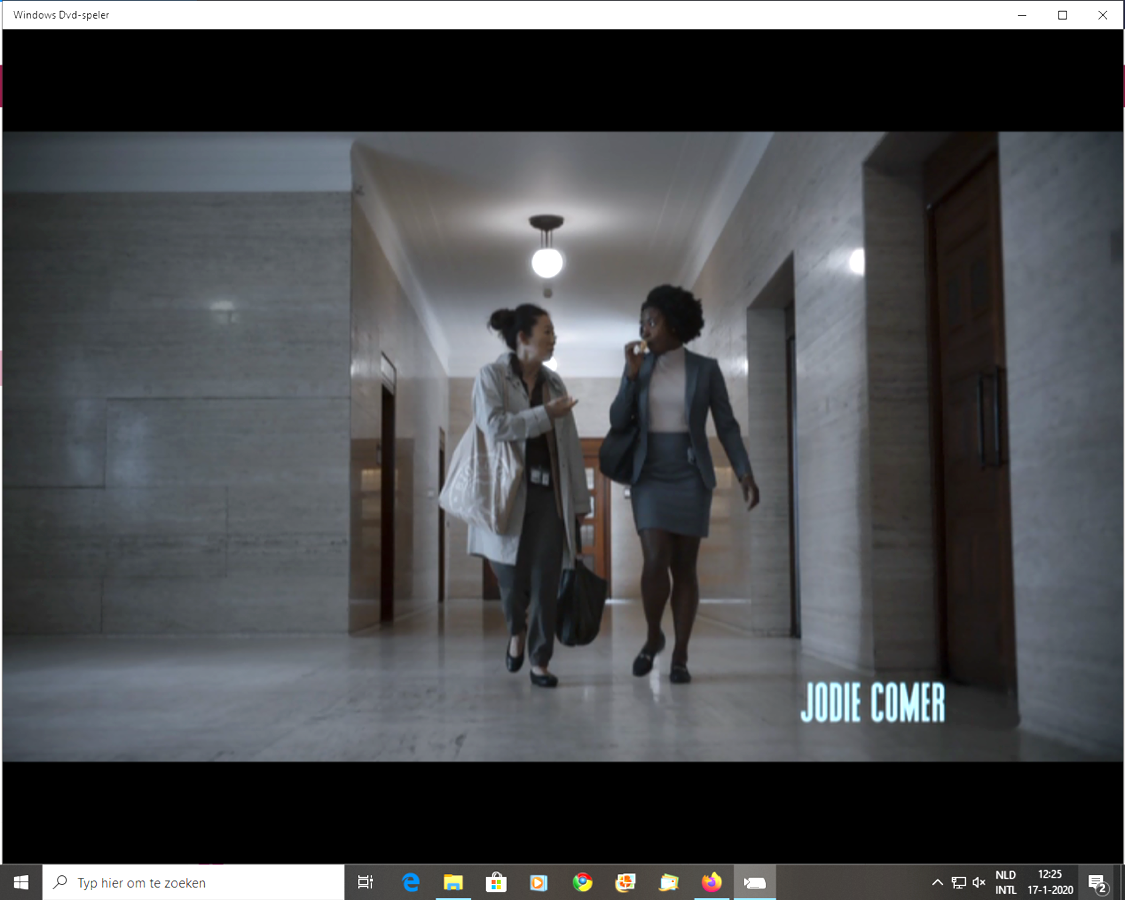 Windows Dvd-speler
JODIE COMER
Typ hier om te zoeken
NLD
INTL
12:25
17-1-2020
2